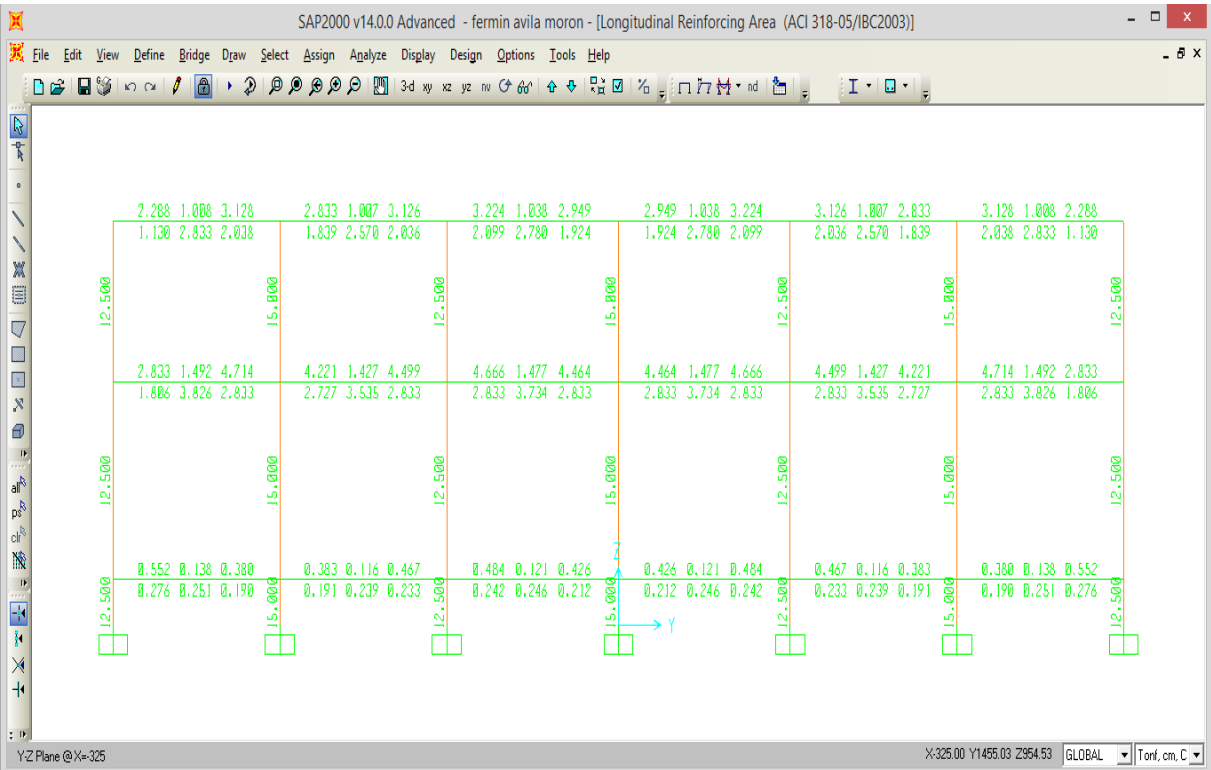 SAP2000 v14.0.0 Advanced - fermin avila moron - [Longitudinal Reinforcing Area (ACI 318-05/IBC2003)]
File Edit View Define Bridge Draw Select Assign Analyze Display Design Options Tools Help
3-d xy xz yz nv nd
all
ps
clr
2.288 1.008 3.128 2.833 1.007 3.126 3.224 1.038 2.949 2.949 1.038 3.224 3.126 1.007 2.833 3.128 1.008 2.288
1.130 2.833 2.038 1.839 2.570 2.036 2.099 2.780 1.924 1.924 2.780 2.099 2.036 2.570 1.839 2.038 2.833 1.130
12.500 15.000 12.500 15.000 12.500 15.000 12.500
2.833 1.492 4.714 4.221 1.427 4.499 4.666 1.477 4.464 4.464 1.477 4.666 4.499 1.427 4.221 4.714 1.492 2.833
1.806 3.826 2.833 2.727 3.535 2.833 2.833 3.734 2.833 2.833 3.734 2.833 2.833 3.535 2.727 2.833 3.826 1.806
12.500 15.000 12.500 15.000 12.500 15.000 12.500
Z
0.552 0.138 0.380 0.383 0.116 0.467 0.484 0.121 0.426 0.426 0.121 0.484 0.467 0.116 0.383 0.380 0.138 0.552
0.276 0.251 0.190 0.191 0.239 0.233 0.242 0.246 0.212 0.212 0.246 0.242 0.233 0.239 0.191 0.190 0.251 0.276
12.500 15.000 12.500 15.000 12.500 15.000 12.500
Y
Y-Z Plane @ X=-325 X-325.00 Y1455.03 Z954.53 GLOBAL Tonf, cm, C